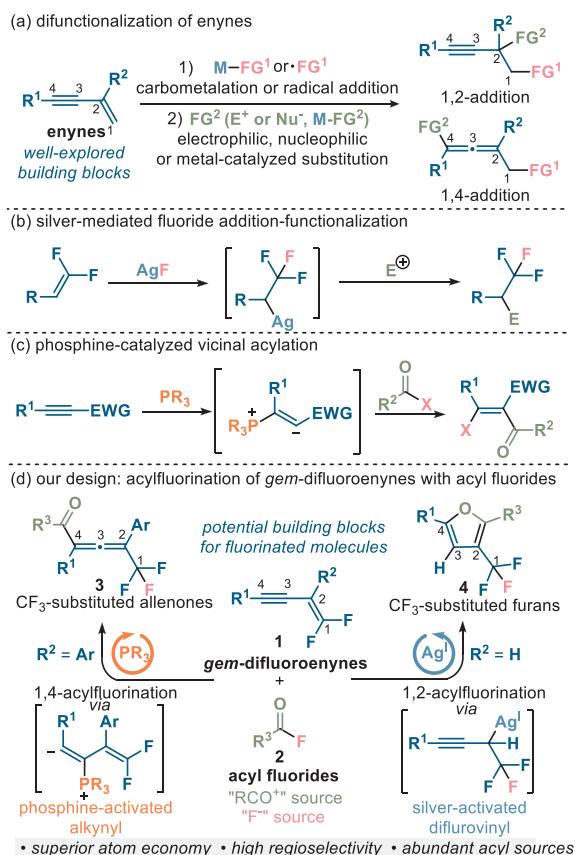 (a) difunctionalization of enynes
R1 4 3 2 R2 1
enynes
well-explored
building blocks
1) M–FG1 or •FG1
carbometalation or radical addition
2) FG2 (E+ or Nu-, M-FG2)
electrophilic, nucleophilic
or metal-catalyzed substitution
R1 4 3 R2 FG2 2 1 FG1
1,2-addition
FG2 4 3 R2 R1 2 1 FG1
1,4-addition
(b) silver-mediated fluoride addition-functionalization
R F F
AgF
F F F R Ag
E+
F F F R E
(c) phosphine-catalyzed vicinal acylation
R1 EWG
PR3
R1 + R3P EWG –
O R2 X
R1 EWG X R2 O
(d) our design: acylfluorination of gem-difluoroenynes with acyl fluorides
O R3 4 3 2 Ar R1 1 F F F
3
CF3-substituted allenones
potential building blocks
for fluorinated molecules
R1 4 3 2 R2 1 F F
1
gem-difluoroenynes
+
O R3 F
2
acyl fluorides
"RCO+" source
"F-" source
R1 O R3 4 3 2 H 1 F F F
4
CF3-substituted furans
R2 = Ar
PR3
1,4-acylfluorination
via
R1 Ar F – F PR3 +
phosphine-activated
alkynyl
AgI
R2 = H
1,2-acylfluorination
via
AgI R1 H F F F
silver-activated
diflurovinyl
• superior atom economy • high regioselectivity • abundant acyl sources